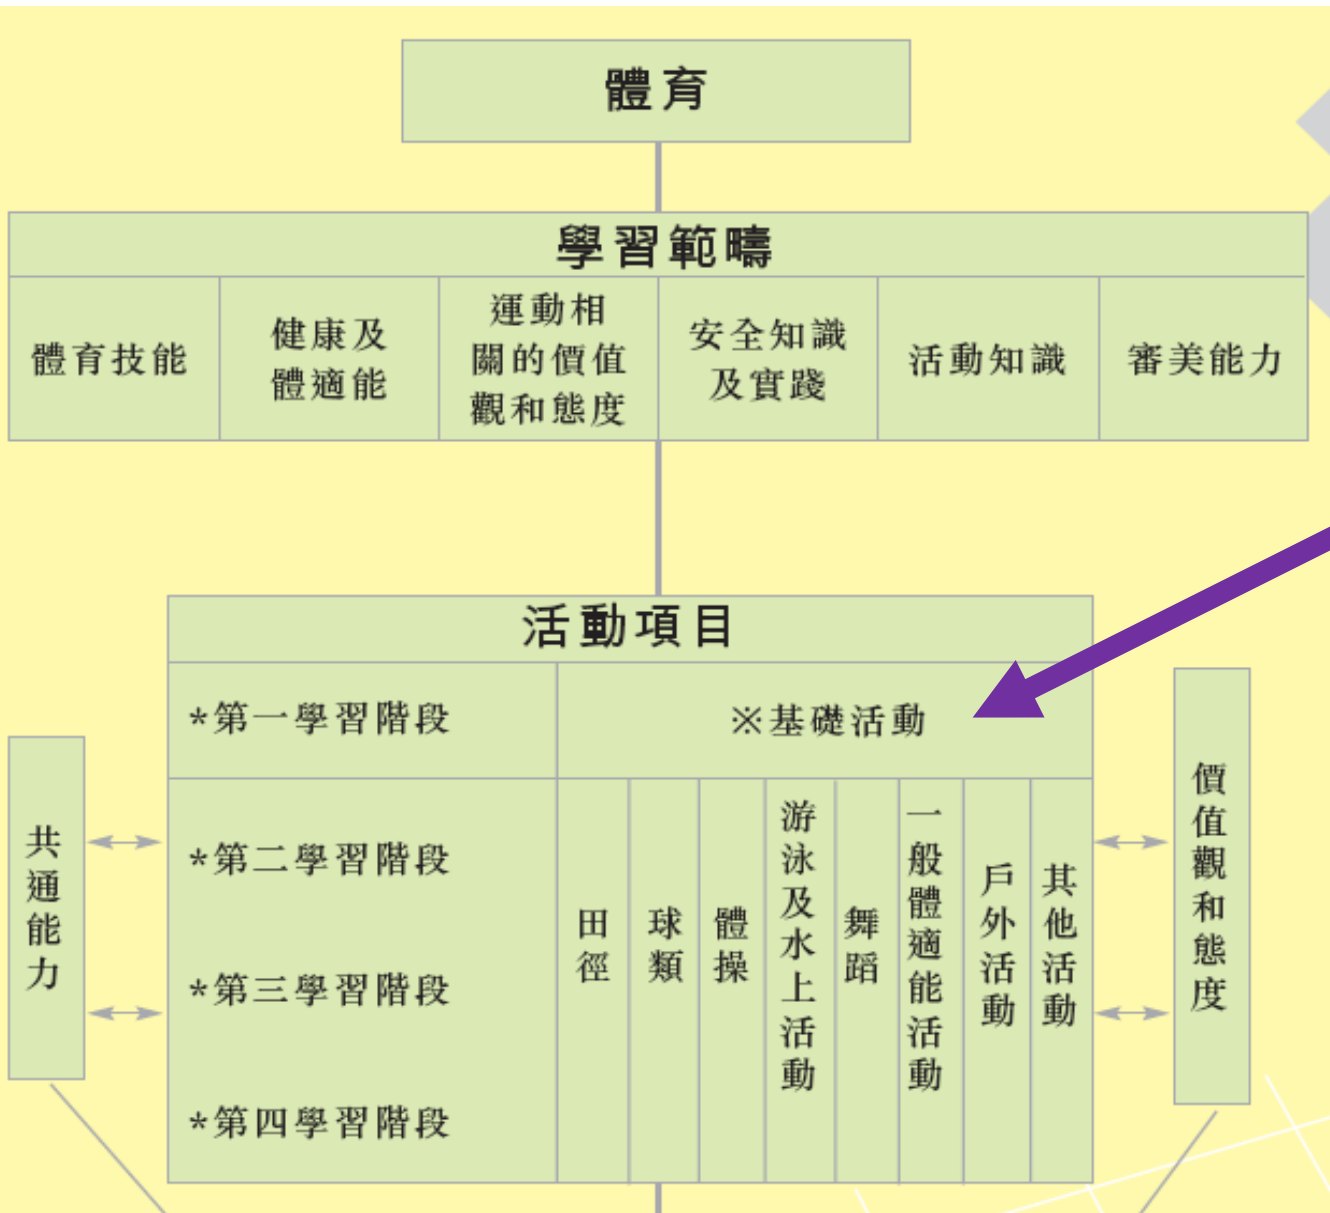 體育
學習範疇
體育技能
健康及
體適能
運動相
關的價值
觀和態度
安全知識
及實踐
活動知識
審美能力
活動項目
*第一學習階段
※基礎活動
*第二學習階段
*第三學習階段
*第四學習階段
田徑
球類
體操
游泳及水上活動
舞蹈
一般體適能活動
戶外活動
其他活動
共通能力
價值觀和態度